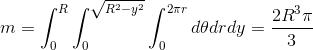 m = \int_0^R \int_0^{\sqrt{R^2-y^2}} \int_0^{2\pi r} d\theta dr dy = \frac{2R^3\pi}{3}